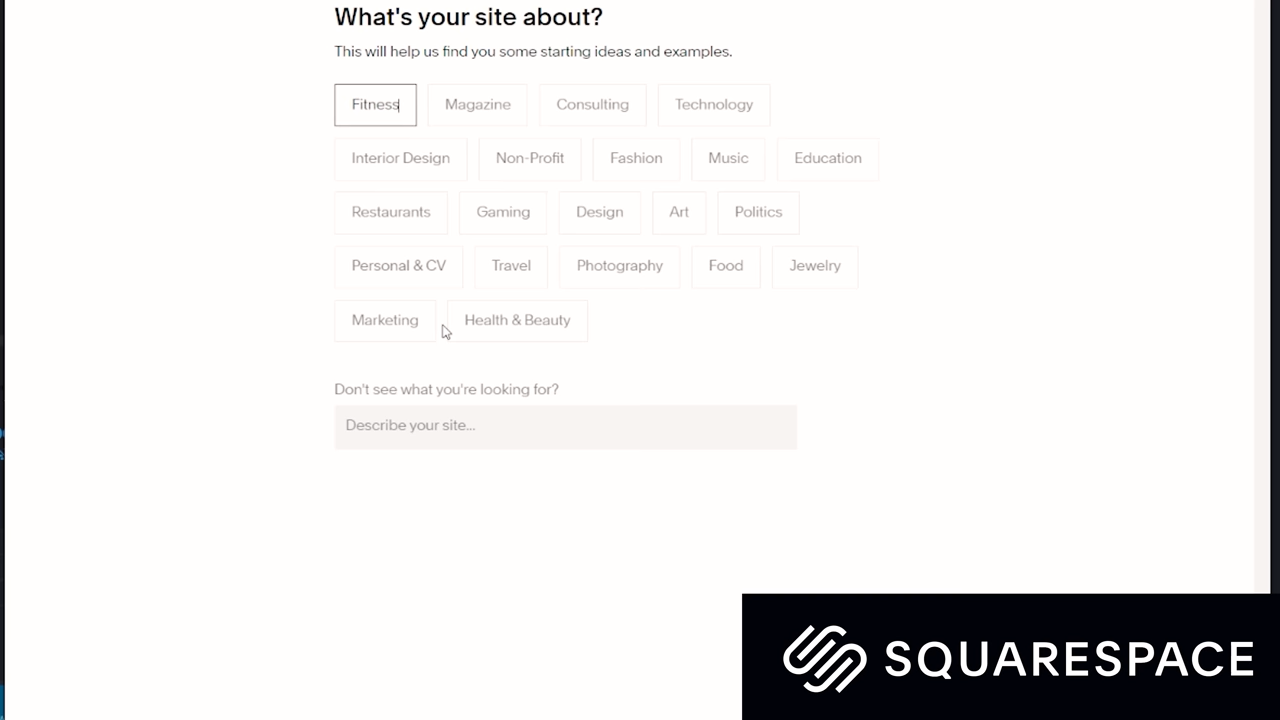 What's your site about?
This will help us find you some starting ideas and examples.
Fitness Magazine Consulting Technology
Interior Design Non-Profit Fashion Music Education
Restaurants Gaming Design Art Politics
Personal & CV Travel Photography Food Jewelry
Marketing Health & Beauty
Don't see what you're looking for?
Describe your site...
SQUARESPACE